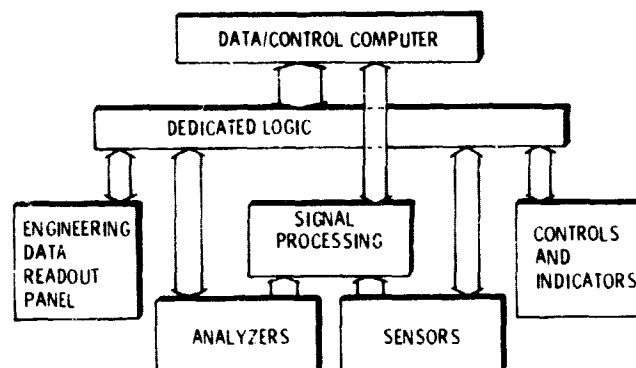 DATA/CONTROL COMPUTER
DEDICATED LOGIC
ENGINEERING
DATA
READOUT
PANEL
SIGNAL
PROCESSING
CONTROLS
AND
INDICATORS
ANALYZERS
SENSORS